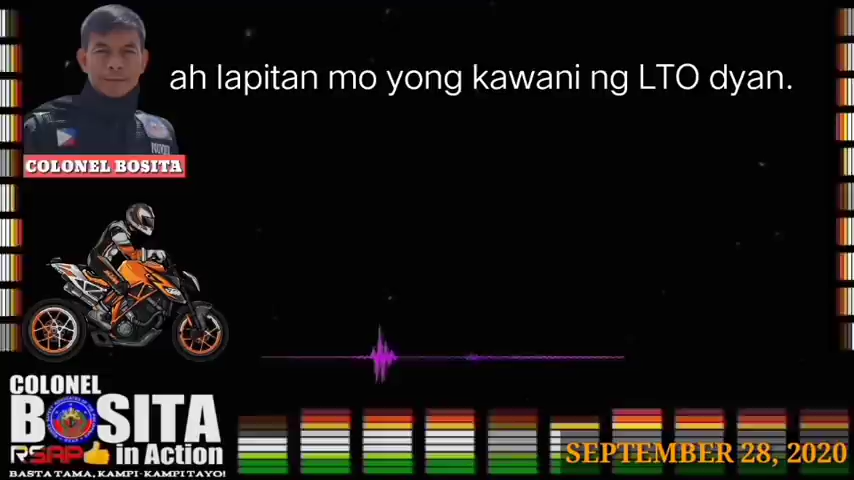 ah lapitan mo yong kawani ng LTO dyan.
COLONEL BOSITA
COLONEL
BOSITA
RSAP in Action
BASTA TAMA, KAMPI-KAMPI TAYO!
SEPTEMBER 28, 2020